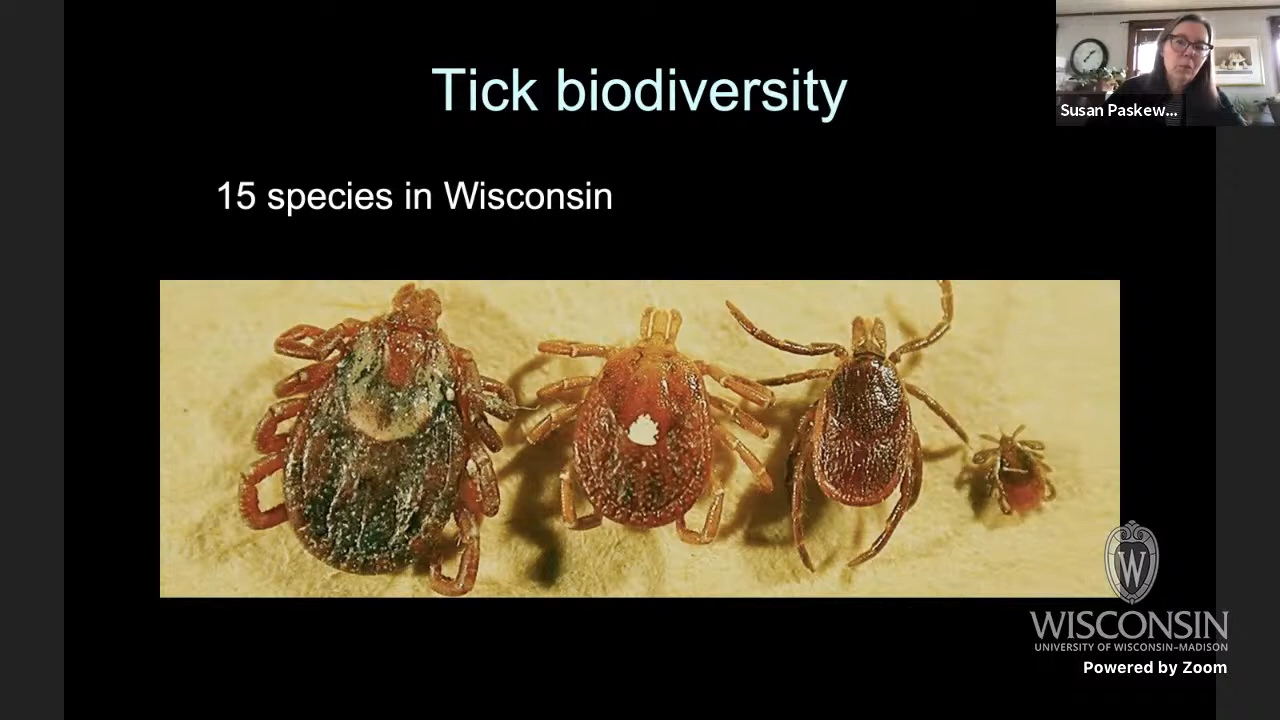 Tick biodiversity
Susan Paskew...
15 species in Wisconsin
W
WISCONSIN
UNIVERSITY OF WISCONSIN–MADISON
Powered by Zoom